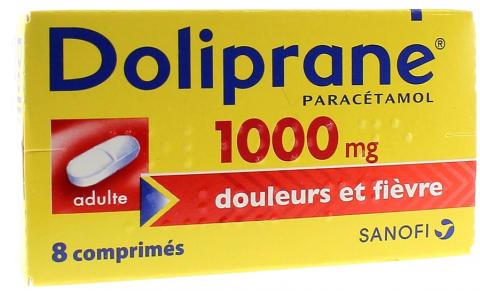 Doliprane®
PARACÉTAMOL
1000 mg
adulte
douleurs et fièvre
8 comprimés
SANOFI